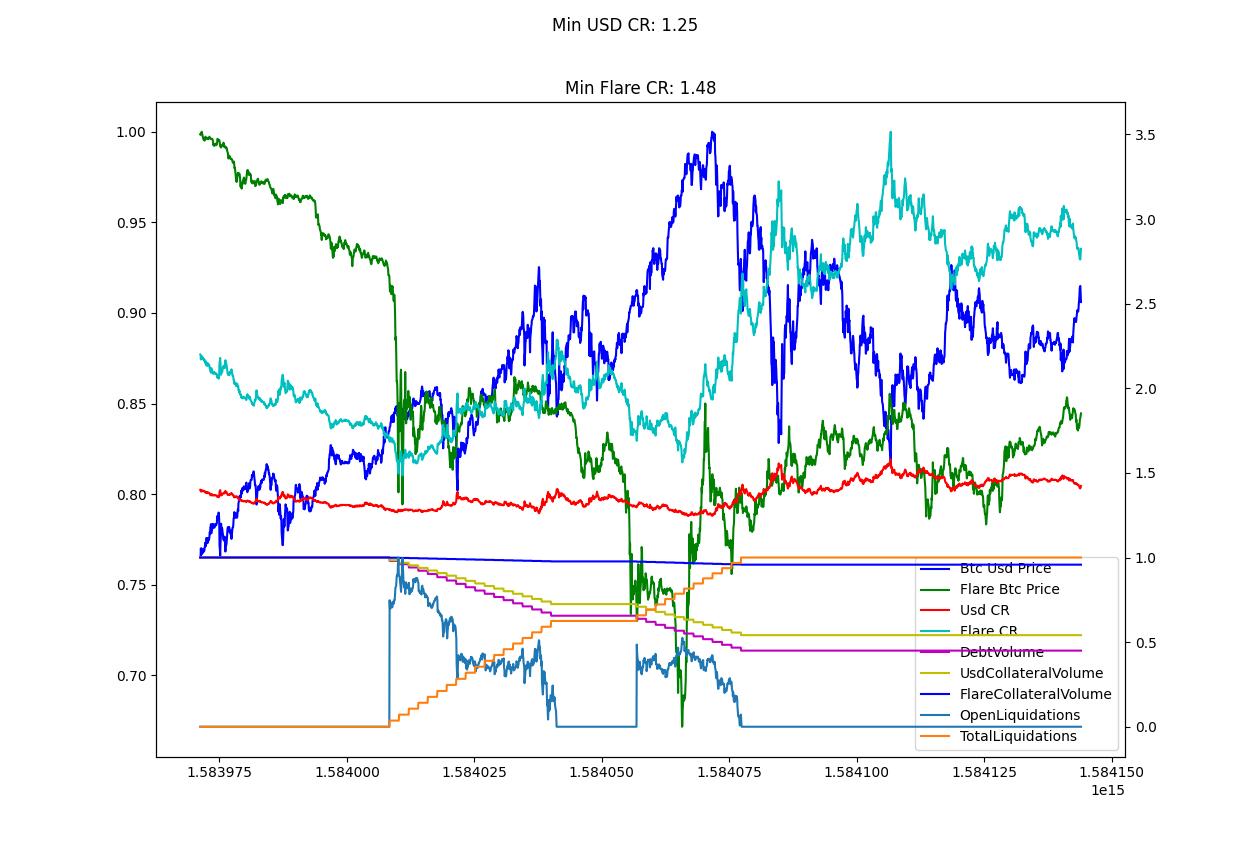 Min USD CR: 1.25
Min Flare CR: 1.48
1.00
0.95
0.90
0.85
0.80
0.75
0.70
3.5
3.0
2.5
2.0
1.5
1.0
0.5
0.0
Btc Usd Price
Flare Btc Price
Usd CR
Flare CR
DebtVolume
UsdCollateralVolume
FlareCollateralVolume
OpenLiquidations
TotalLiquidations
1.583975 1.584000 1.584025 1.584050 1.584075 1.584100 1.584125 1.584150
1e15